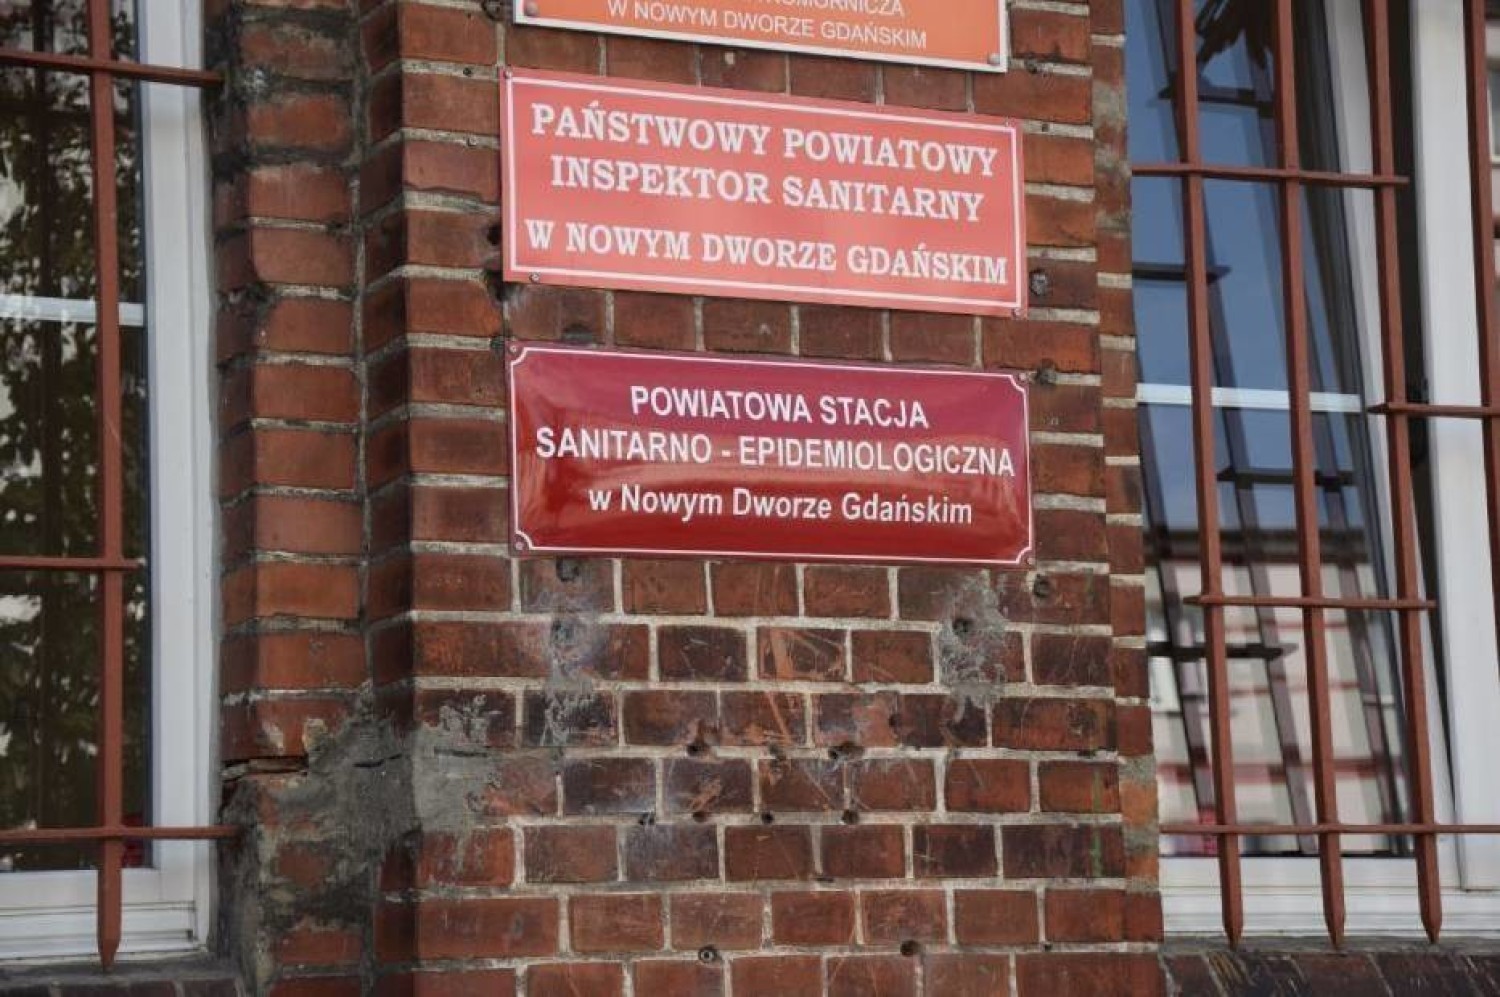 W NOWYM DWORZE GDAŃSKIM
PAŃSTWOWY POWIATOWY
INSPEKTOR SANITARNY
W NOWYM DWORZE GDAŃSKIM
POWIATOWA STACJA
SANITARNO - EPIDEMIOLOGICZNA
w Nowym Dworze Gdańskim